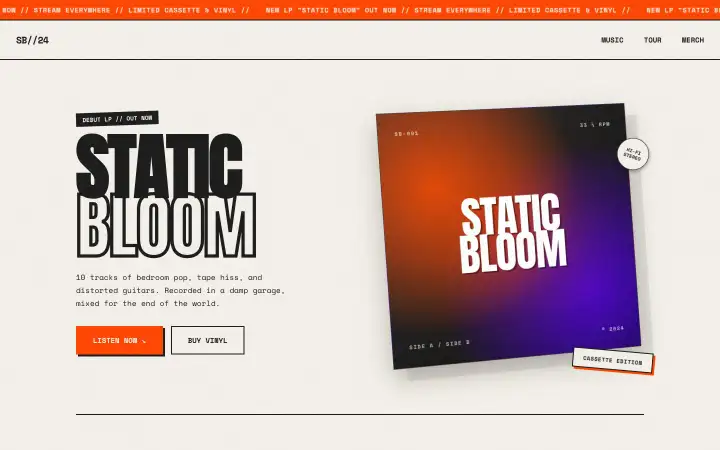 NOW // STREAM EVERYWHERE // LIMITED CASSETTE & VINYL // NEW LP "STATIC BLOOM" OUT NOW // STREAM EVERYWHERE // LIMITED CASSETTE & VINYL // NEW LP "STATIC
SB//24
MUSIC TOUR MERCH
DEBUT LP // OUT NOW
STATIC
BLOOM
10 tracks of bedroom pop, tape hiss, and
distorted guitars. Recorded in a damp garage,
mixed for the end of the world.
LISTEN NOW ↘
BUY VINYL
SB-001
33 ⅓ RPM
HI-FI
STEREO
STATIC
BLOOM
SIDE A / SIDE B
© 2024
CASSETTE EDITION